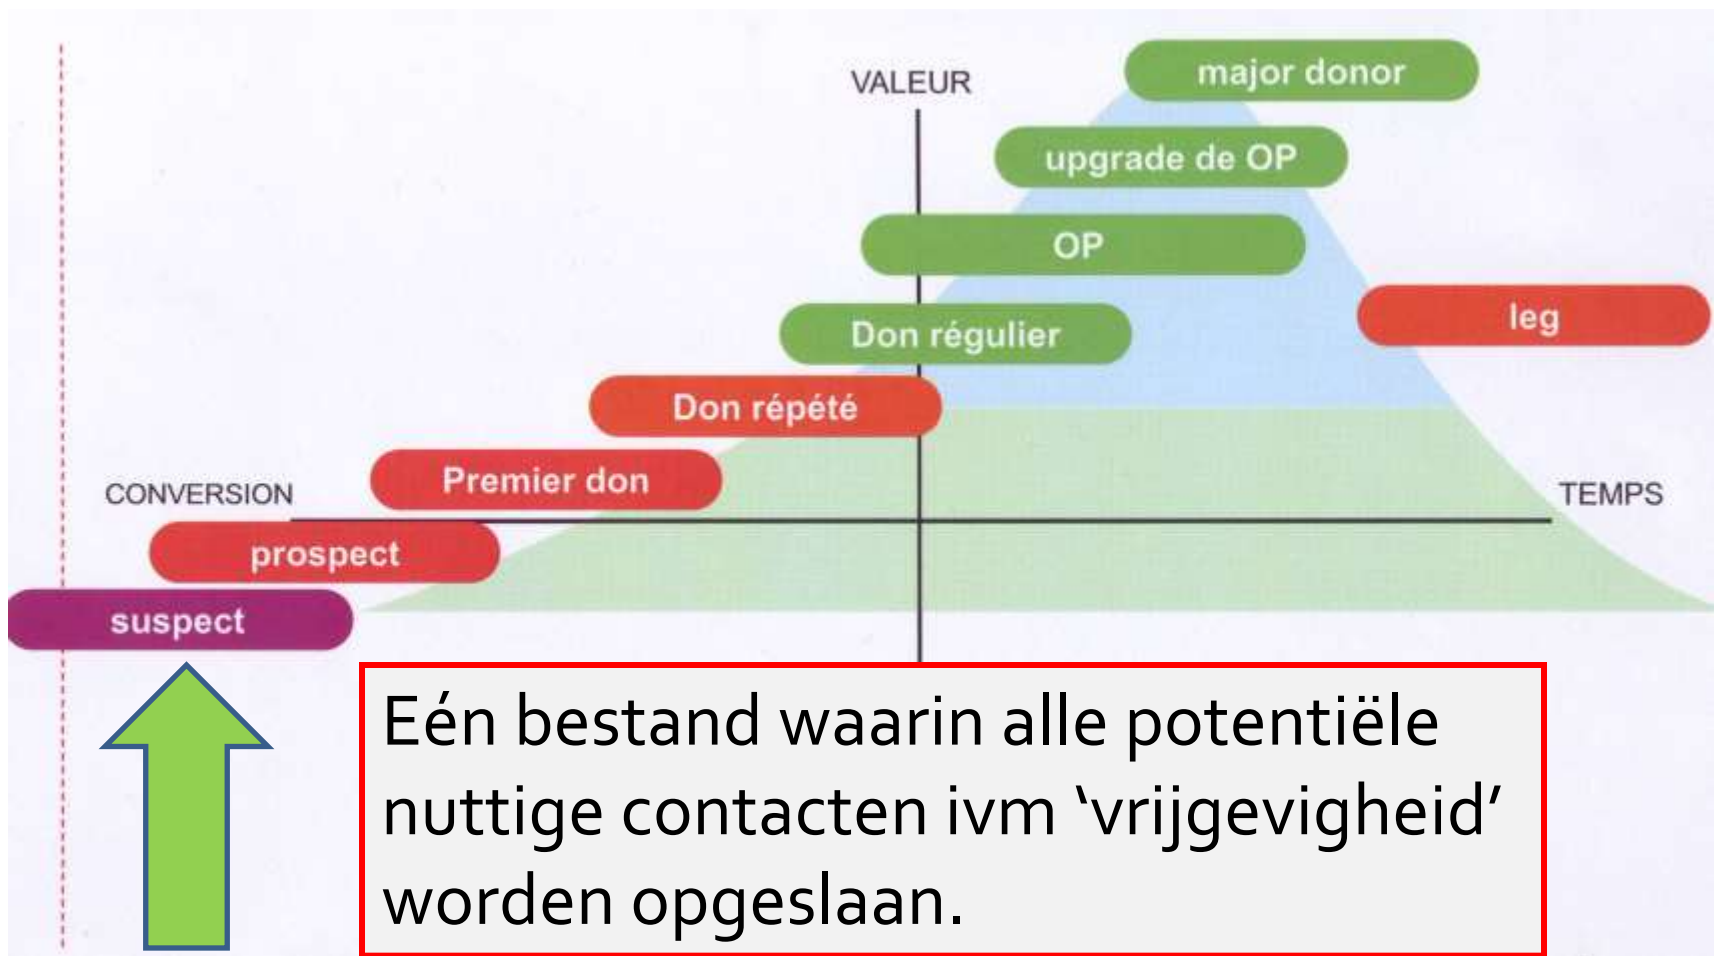 major donor
VALEUR
upgrade de OP
OP
leg
Don régulier
Don répété
Premier don
CONVERSION
TEMPS
prospect
suspect
Eén bestand waarin alle potentiële
nuttige contacten ivm ‘vrijgevigheid’
worden opgeslaan.